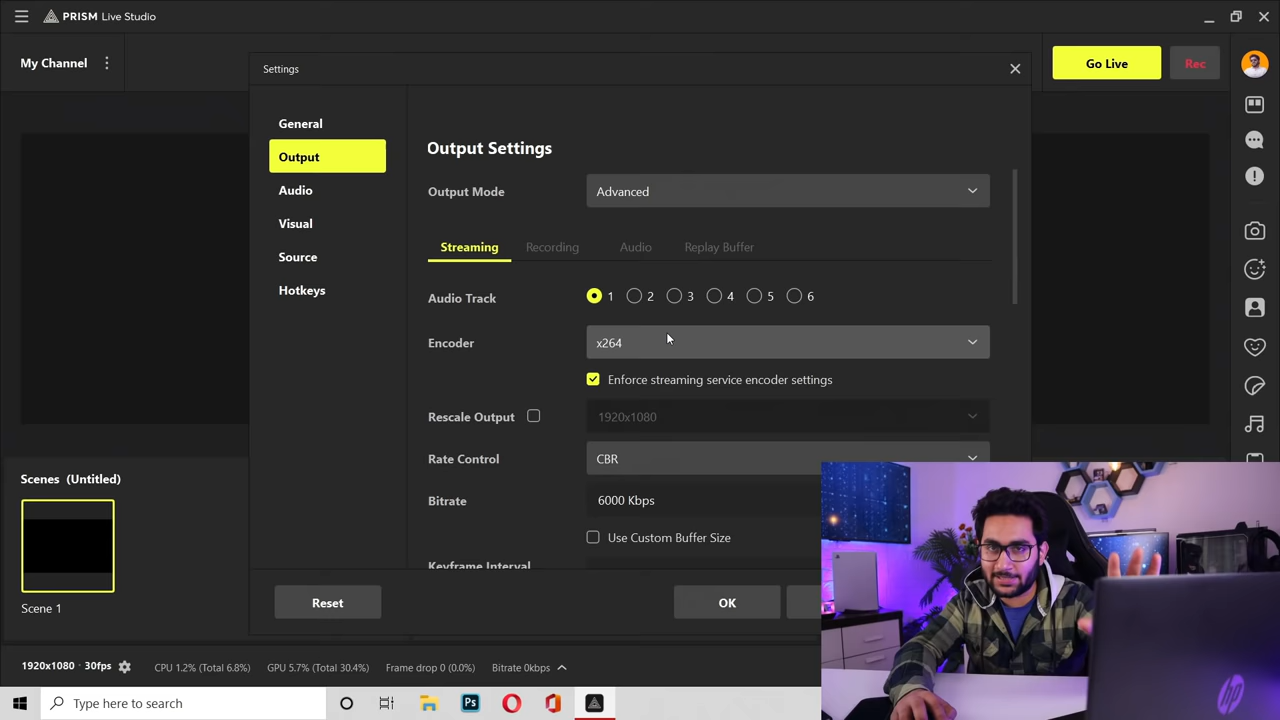 PRISM Live Studio
My Channel
Settings
Go Live
Rec
General
Output
Audio
Visual
Source
Hotkeys
Output Settings
Output Mode
Advanced
Streaming
Recording
Audio
Replay Buffer
Audio Track
1
2
3
4
5
6
Encoder
x264
Enforce streaming service encoder settings
Rescale Output
1920x1080
Rate Control
CBR
Bitrate
6000 Kbps
Use Custom Buffer Size
Keyframe Interval
Reset
OK
Scenes (Untitled)
Scene 1
1920x1080 · 30fps
CPU 1.2% (Total 6.8%)
GPU 5.7% (Total 30.4%)
Frame drop 0 (0.0%)
Bitrate 0kbps
Type here to search
Ps
hp